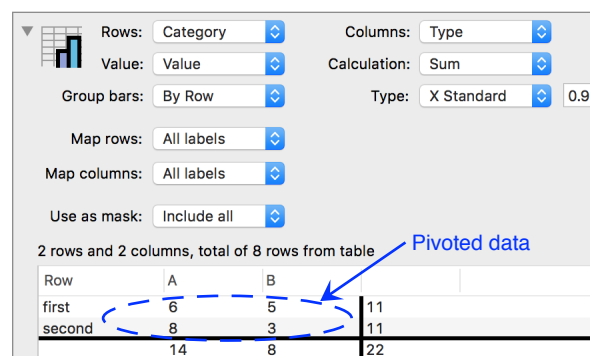 Rows: Category Columns: Type
Value: Value Calculation: Sum
Group bars: By Row Type: X Standard 0.9
Map rows: All labels
Map columns: All labels
Use as mask: Include all
2 rows and 2 columns, total of 8 rows from table
Pivoted data
Row A B
first 6 5 11
second 8 3 11
14 8 22